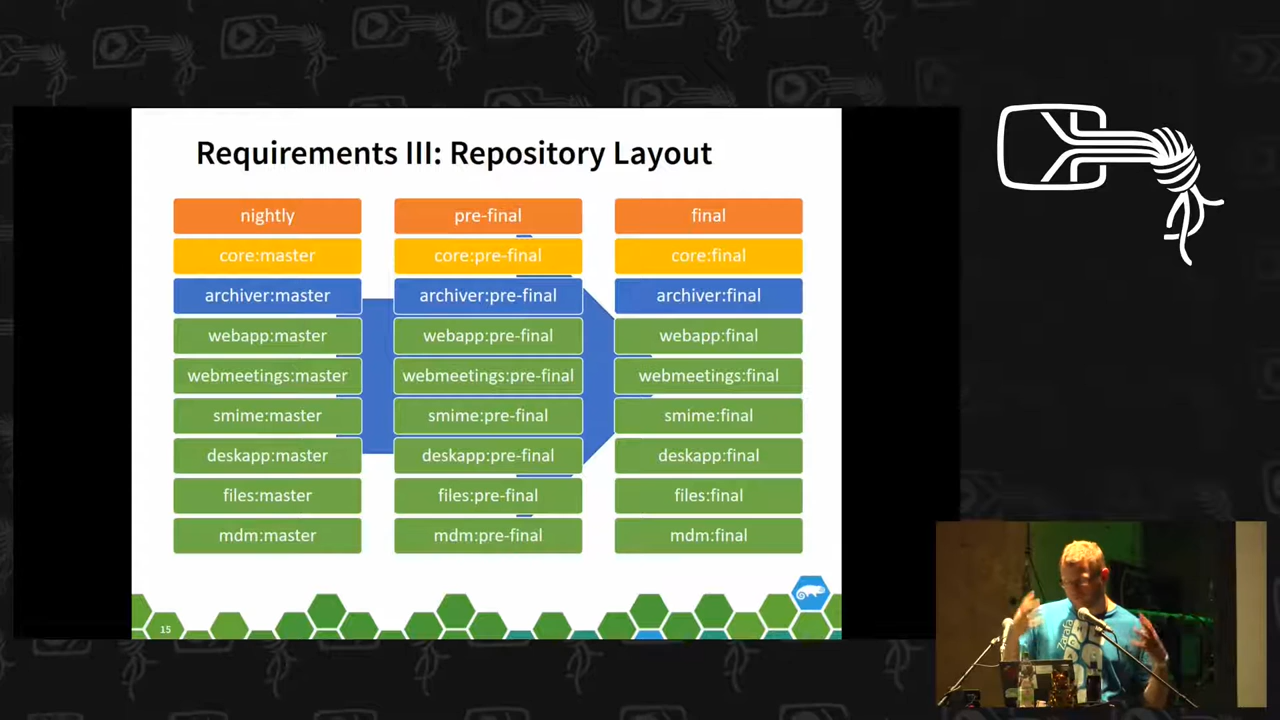 Requirements III: Repository Layout
nightly pre-final final
core:master core:pre-final core:final
archiver:master archiver:pre-final archiver:final
webapp:master webapp:pre-final webapp:final
webmeetings:master webmeetings:pre-final webmeetings:final
smime:master smime:pre-final smime:final
deskapp:master deskapp:pre-final deskapp:final
files:master files:pre-final files:final
mdm:master mdm:pre-final mdm:final
15